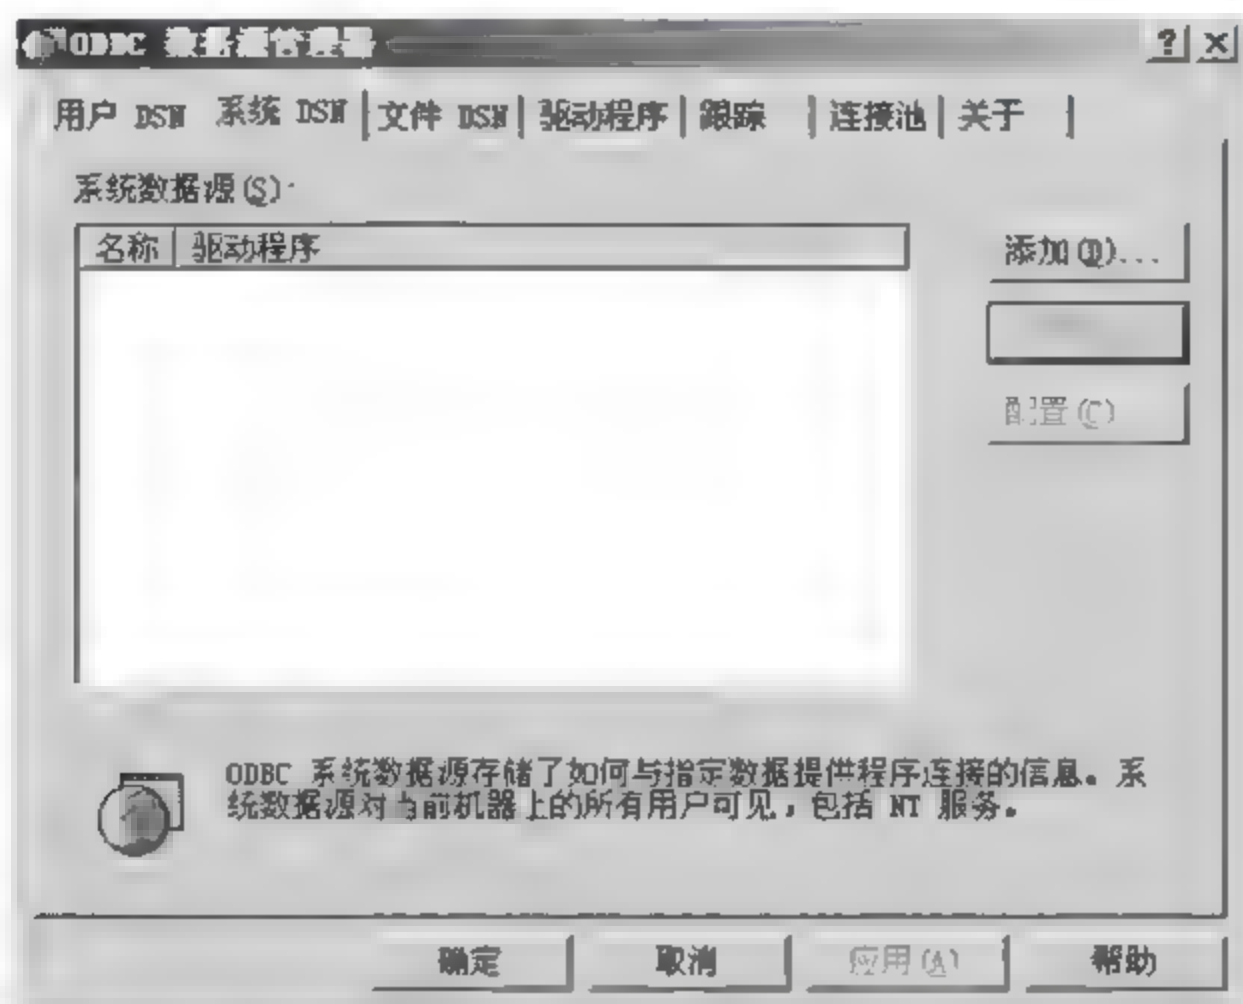 ODBC 数据源管理器
? ×
用户 DSN 系统 DSN 文件 DSN 驱动程序 跟踪 连接池 关于
系统数据源(S):
名称 驱动程序
添加(D)...
配置(C)
ODBC 系统数据源存储了如何与指定数据提供程序连接的信息。系
统数据源对当前机器上的所有用户可见，包括 NT 服务。
确定 取消 应用(A) 帮助